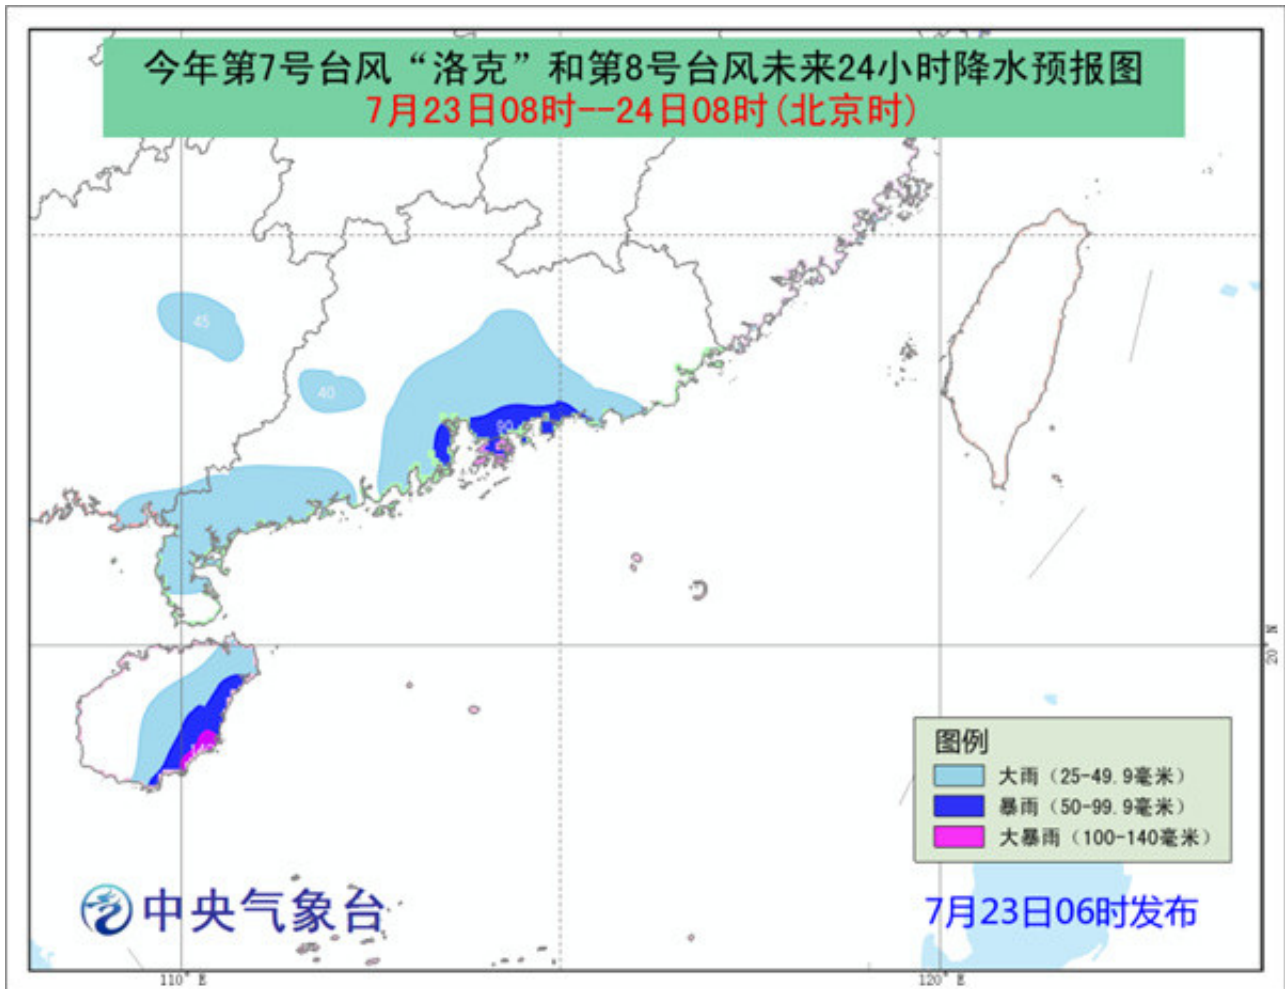 今年第7号台风“洛克”和第8号台风未来24小时降水预报图
7月23日08时--24日08时(北京时)
45
40
90
20° N
图例
大雨（25-49.9毫米）
暴雨（50-99.9毫米）
大暴雨（100-140毫米）
中央气象台
7月23日06时发布
110° E
120° E